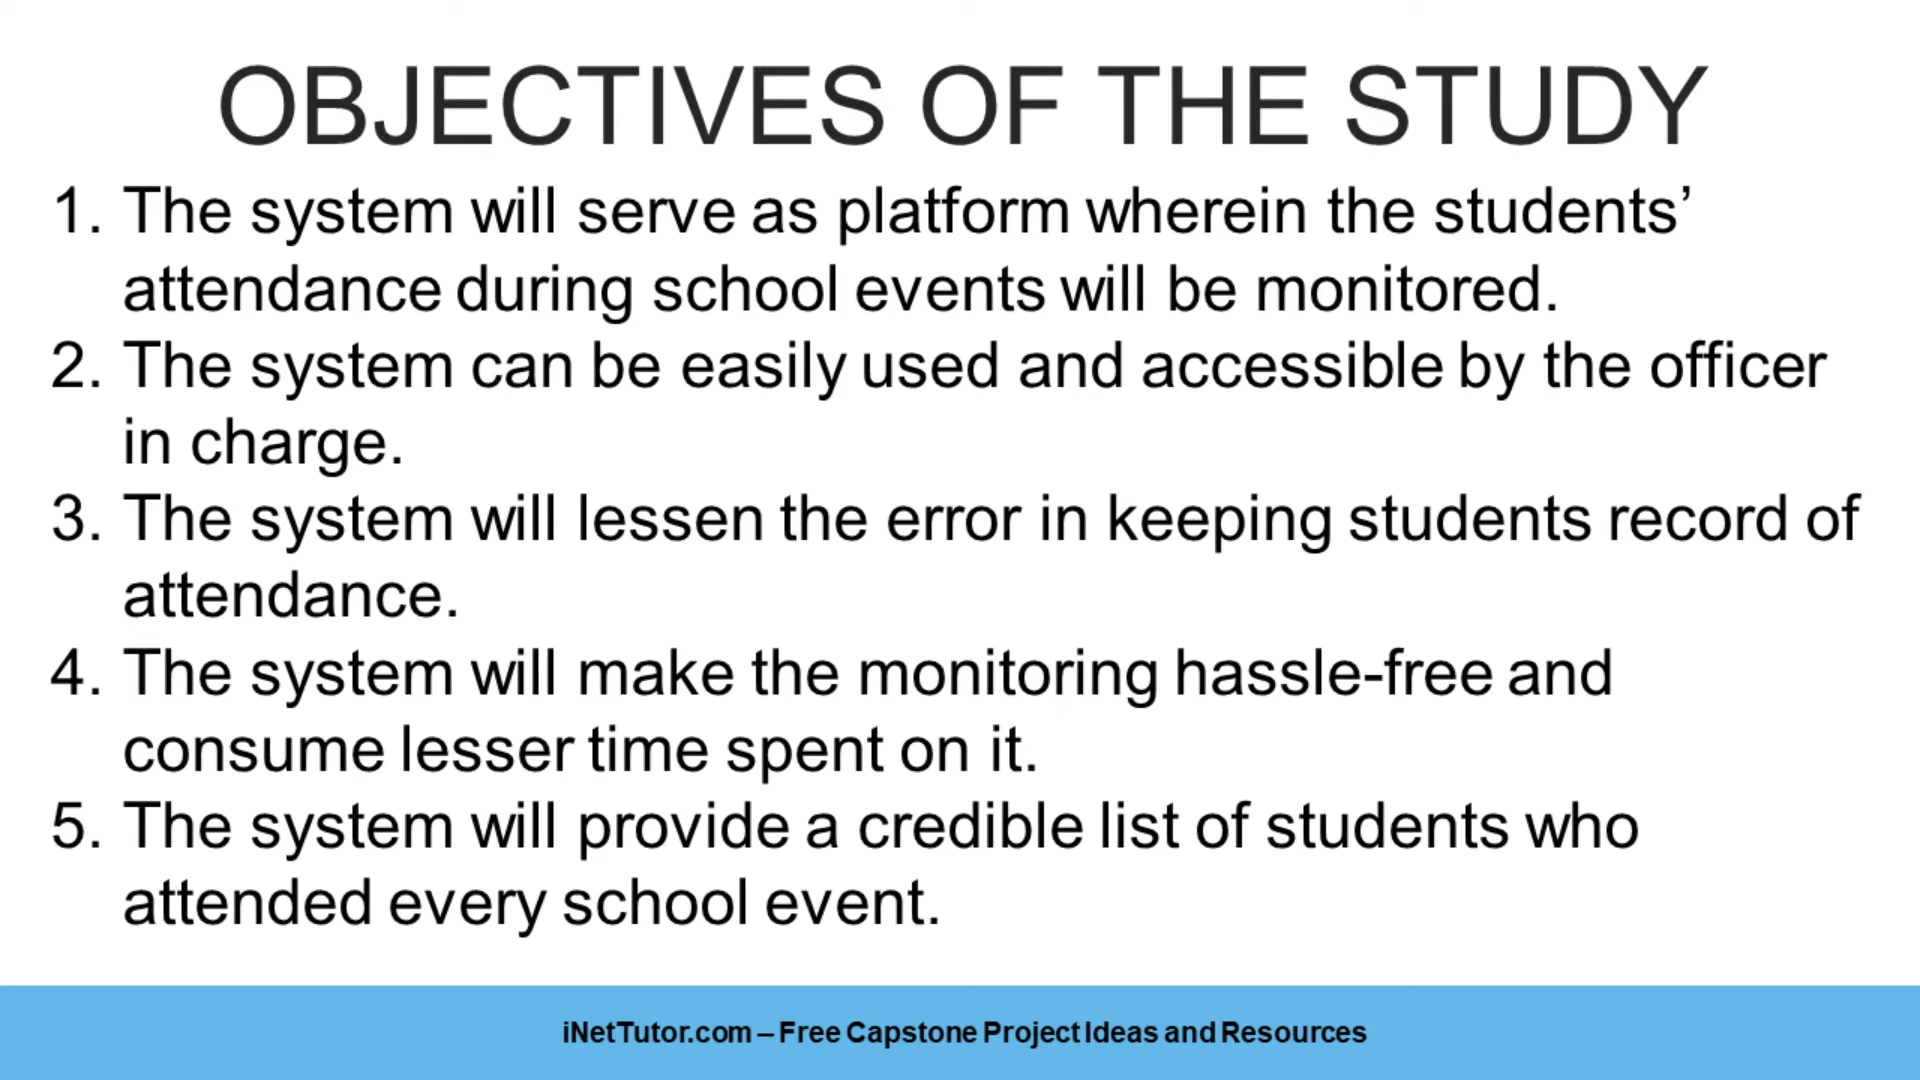 OBJECTIVES OF THE STUDY
1. The system will serve as platform wherein the students’
attendance during school events will be monitored.
2. The system can be easily used and accessible by the officer
in charge.
3. The system will lessen the error in keeping students record of
attendance.
4. The system will make the monitoring hassle-free and
consume lesser time spent on it.
5. The system will provide a credible list of students who
attended every school event.
iNetTutor.com – Free Capstone Project Ideas and Resources